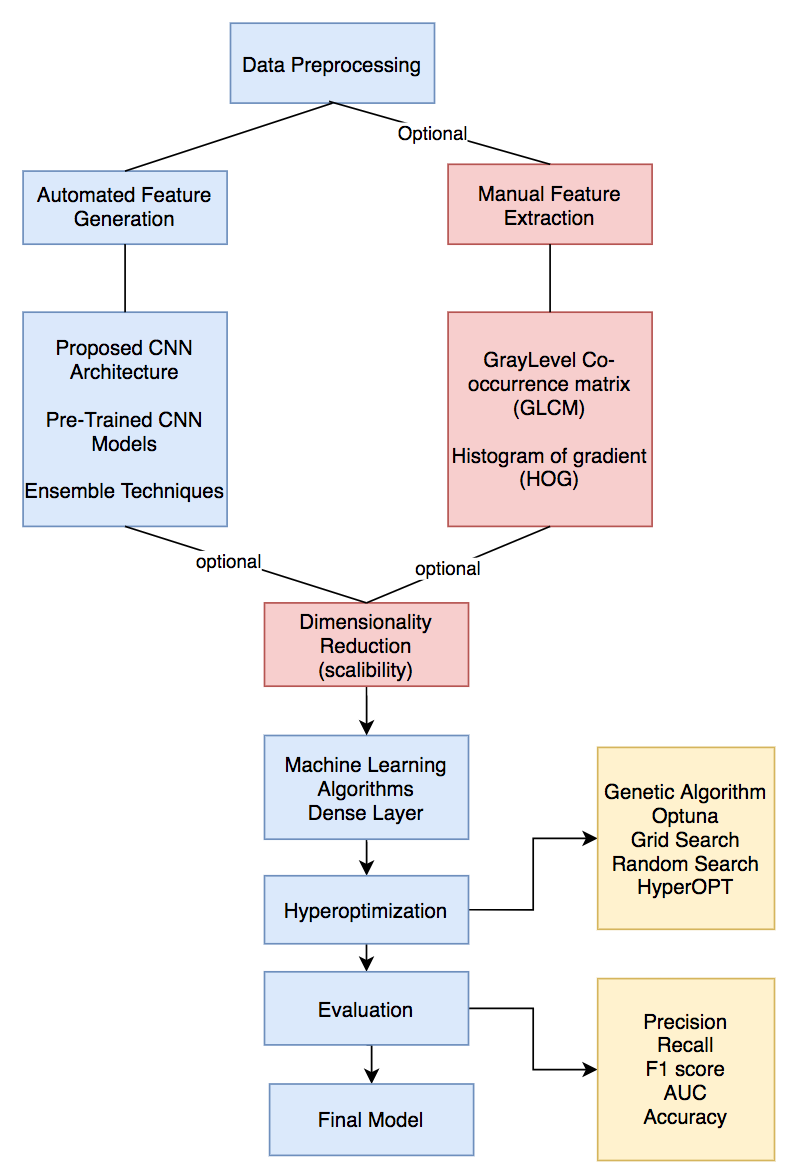 Data Preprocessing
Optional
Automated Feature
Generation
Manual Feature
Extraction
Proposed CNN
Architecture
Pre-Trained CNN
Models
Ensemble Techniques
GrayLevel Co-
occurrence matrix
(GLCM)
Histogram of gradient
(HOG)
optional
optional
Dimensionality
Reduction
(scalibility)
Machine Learning
Algorithms
Dense Layer
Genetic Algorithm
Optuna
Grid Search
Random Search
HyperOPT
Hyperoptimization
Evaluation
Precision
Recall
F1 score
AUC
Accuracy
Final Model